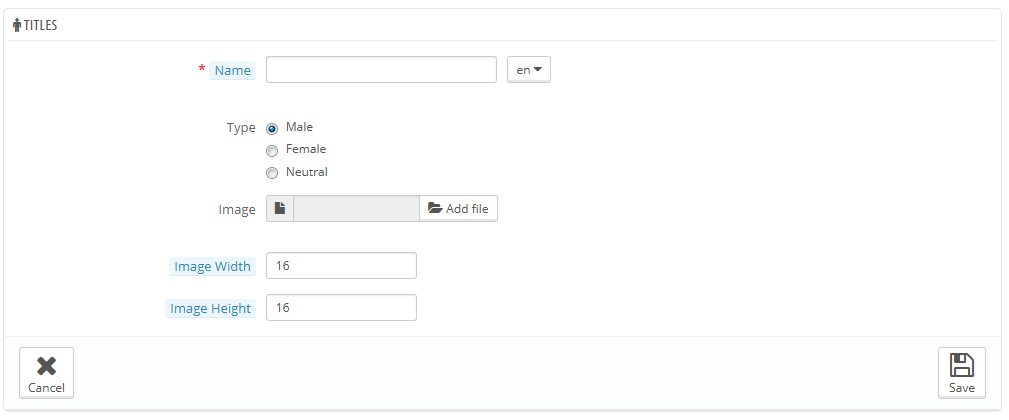 TITLES
* Name en
Type Male
Female
Neutral
Image Add file
Image Width 16
Image Height 16
Cancel Save